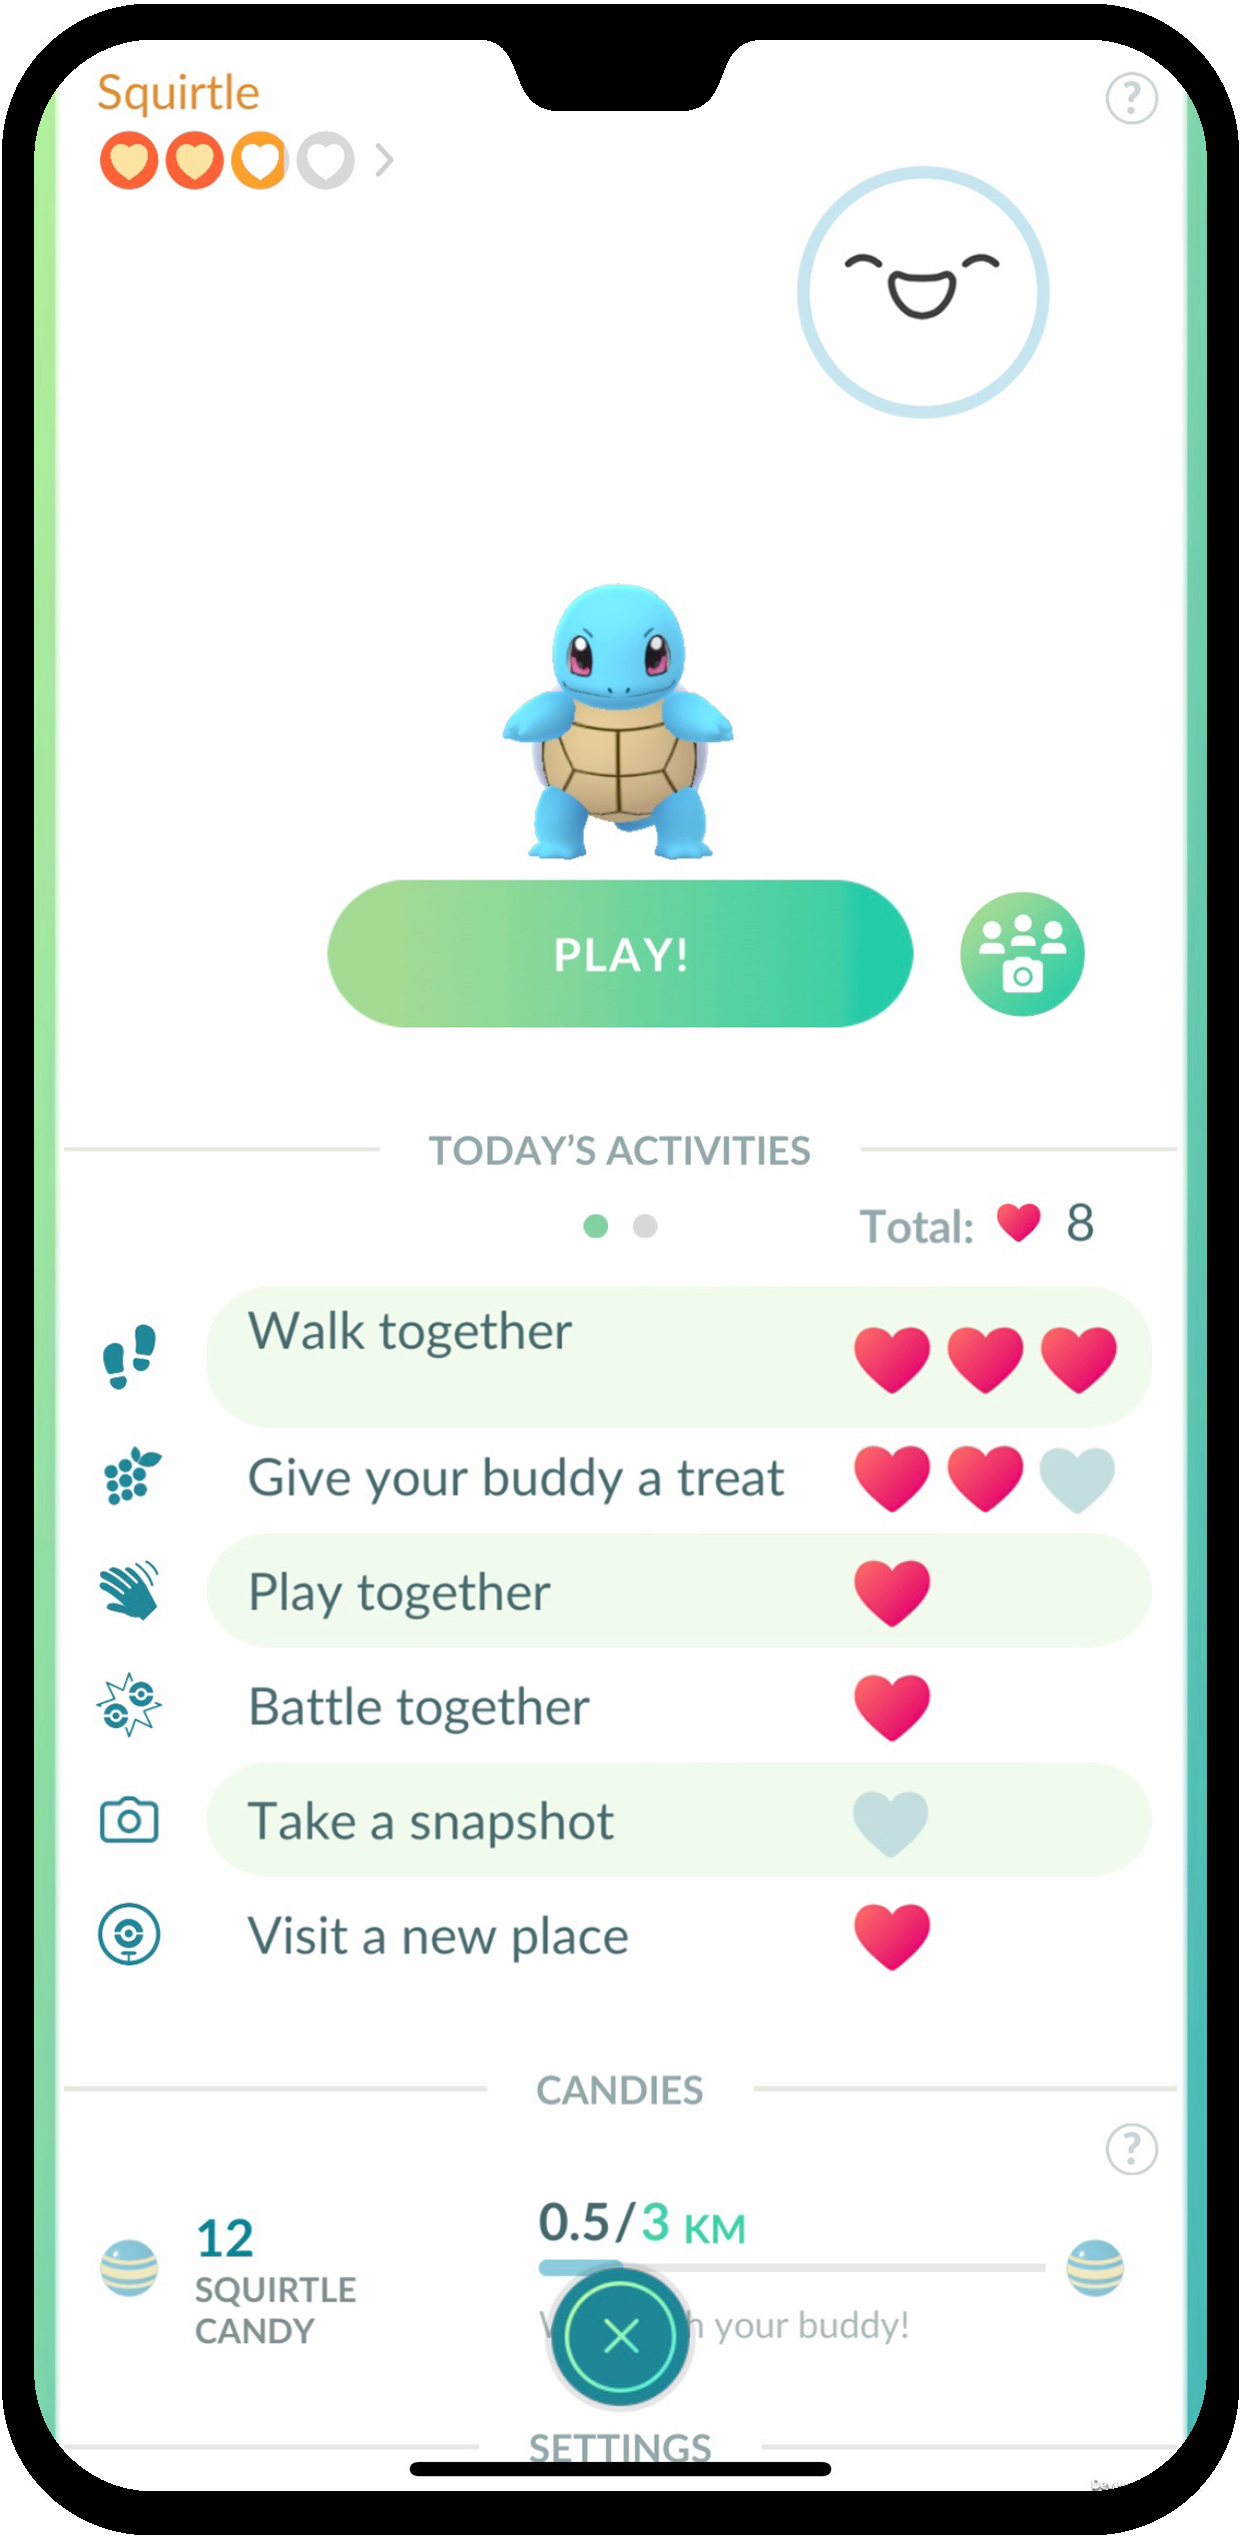 Squirtle
?
PLAY!
TODAY’S ACTIVITIES
Total: 8
Walk together
Give your buddy a treat
Play together
Battle together
Take a snapshot
Visit a new place
CANDIES
?
12
SQUIRTLE
CANDY
0.5/3 KM
your buddy!
SETTINGS